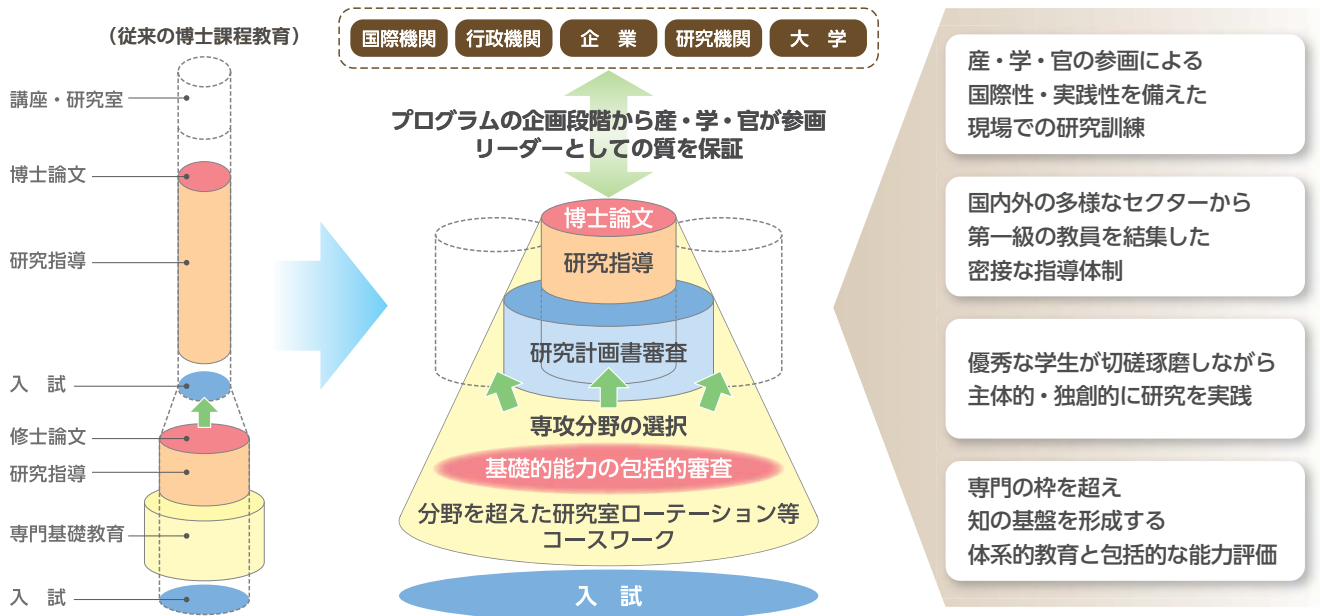 （従来の博士課程教育）
講座・研究室
博士論文
研究指導
入　試
修士論文
研究指導
専門基礎教育
入　試
国際機関
行政機関
企　業
研究機関
大　学
プログラムの企画段階から産・学・官が参画
リーダーとしての質を保証
博士論文
研究指導
研究計画書審査
専攻分野の選択
基礎的能力の包括的審査
分野を超えた研究室ローテーション等
コースワーク
入　試
産・学・官の参画による
国際性・実践性を備えた
現場での研究訓練
国内外の多様なセクターから
第一級の教員を結集した
密接な指導体制
優秀な学生が切磋琢磨しながら
主体的・独創的に研究を実践
専門の枠を超え
知の基盤を形成する
体系的教育と包括的な能力評価